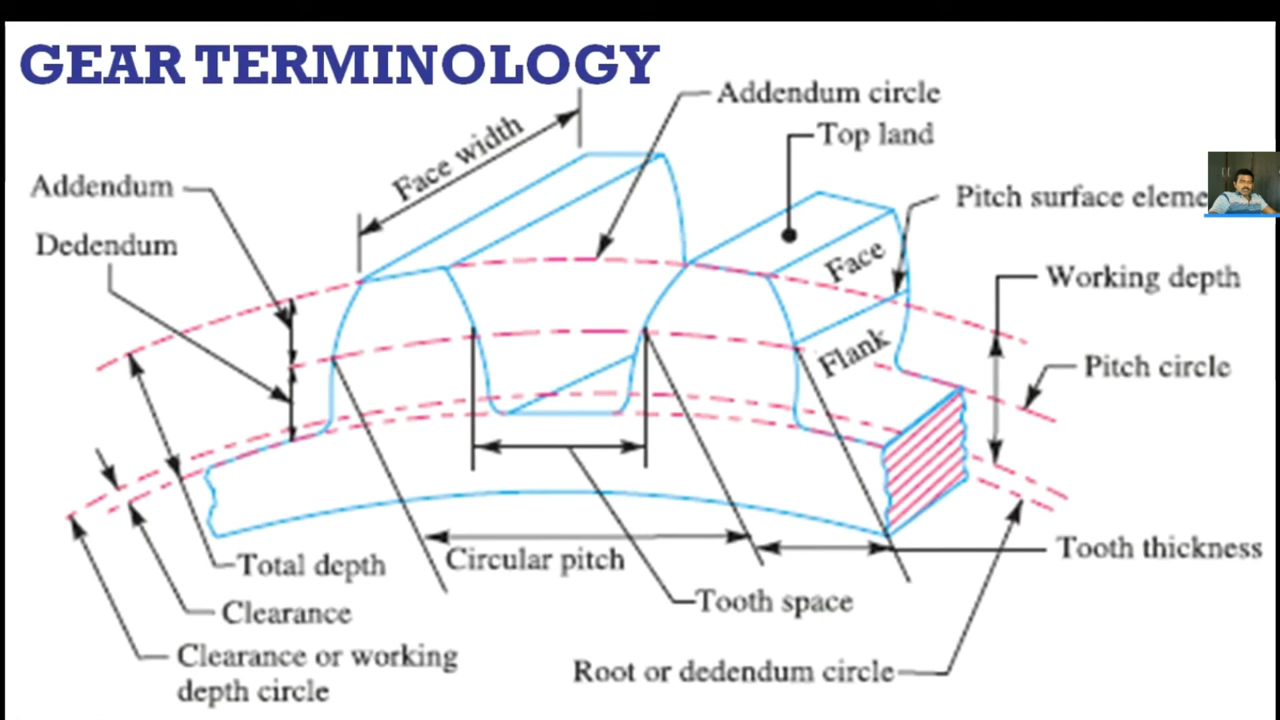 GEAR TERMINOLOGY
Addendum circle
Top land
Face width
Addendum
Dedendum
Pitch surface
Face
Working depth
Flank
Pitch circle
Tooth thickness
Circular pitch
Total depth
Tooth space
Clearance
Clearance or working
depth circle
Root or dedendum circle